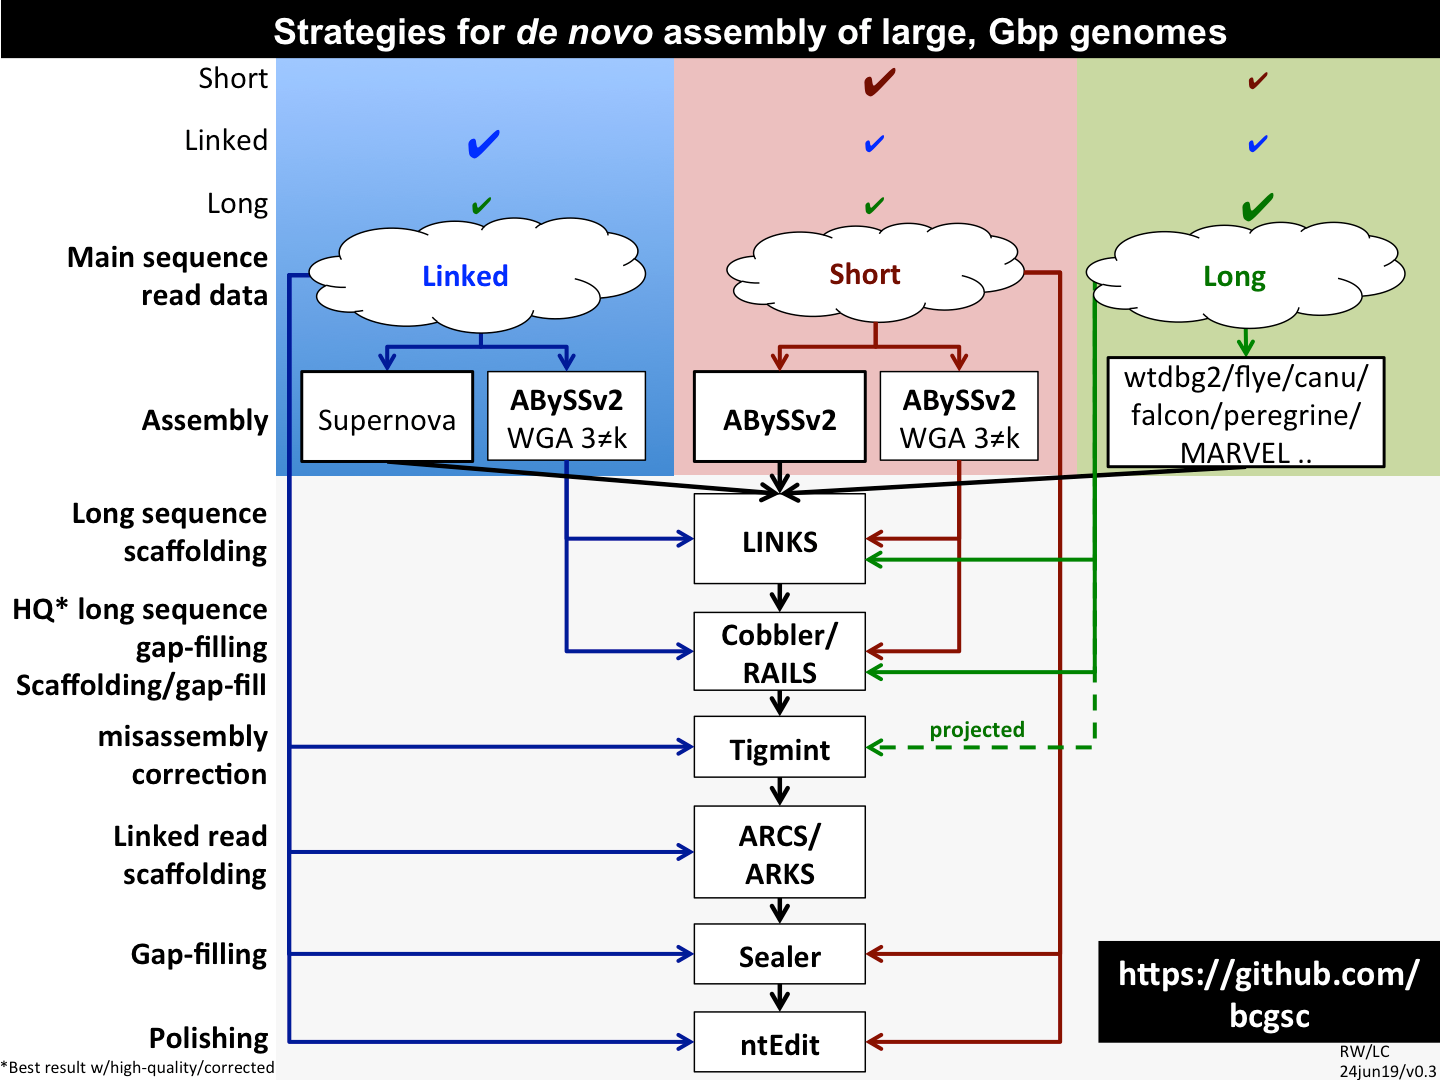 Strategies for de novo assembly of large, Gbp genomes
Short
✔
✔
Linked
✔
✔
✔
Long
✔
✔
✔
Main sequence
read data
Linked
Short
Long
Assembly
Supernova
ABySSv2
WGA 3≠k
ABySSv2
ABySSv2
WGA 3≠k
wtdbg2/flye/canu/
falcon/peregrine/
MARVEL ..
Long sequence
scaffolding
LINKS
HQ* long sequence
gap-filling
Scaffolding/gap-fill
Cobbler/
RAILS
misassembly
correction
Tigmint
projected
Linked read
scaffolding
ARCS/
ARKS
Gap-filling
Sealer
Polishing
ntEdit
*Best result w/high-quality/corrected
https://github.com/
bcgsc
RW/LC
24jun19/v0.3